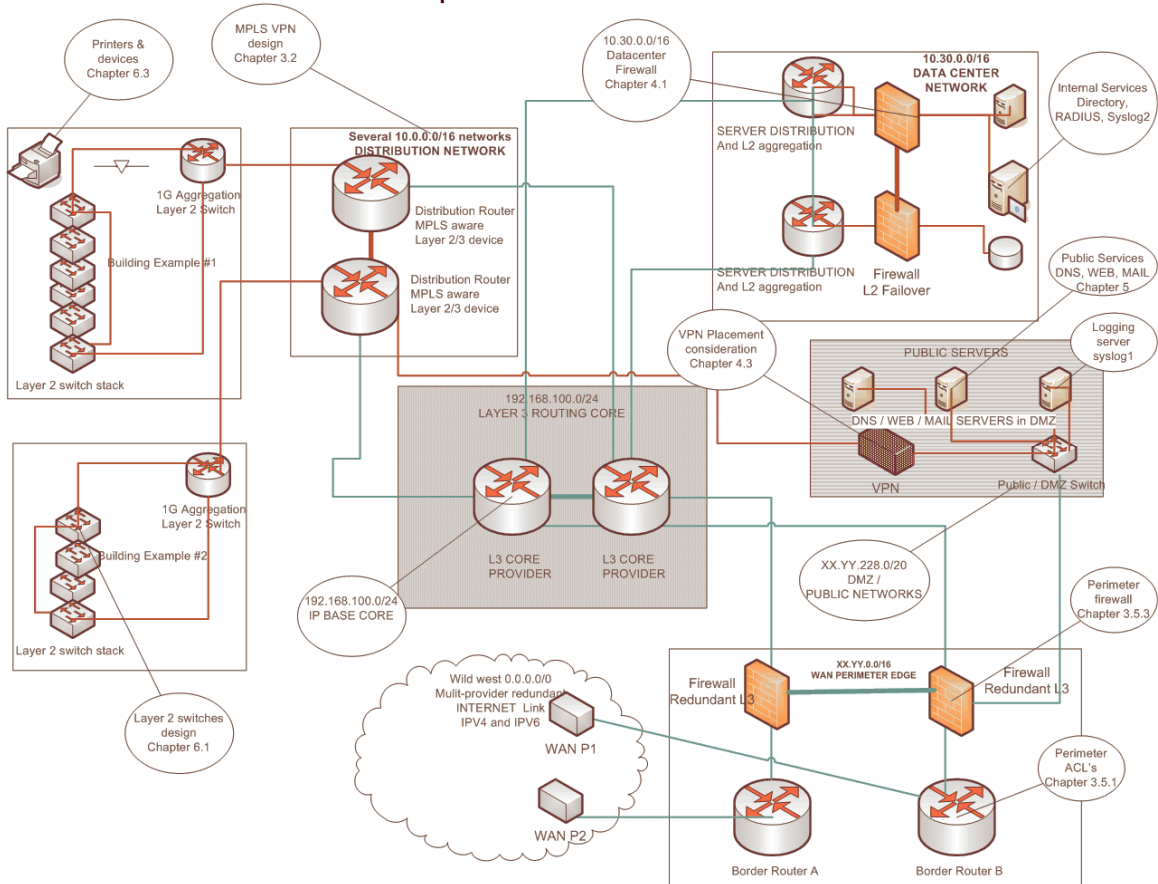 Printers &
devices
Chapter 6.3
MPLS VPN
design
Chapter 3.2
10.30.0.0/16
Datacenter
Firewall
Chapter 4.1
10.30.0.0/16
DATA CENTER
NETWORK
Internal Services
Directory,
RADIUS, Syslog2
Several 10.0.0.0/16 networks
DISTRIBUTION NETWORK
SERVER DISTRIBUTION
And L2 aggregation
1G Aggregation
Layer 2 Switch
Distribution Router
MPLS aware
Layer 2/3 device
Building Example #1
Distribution Router
MPLS aware
Layer 2/3 device
SERVER DISTRIBUTION
And L2 aggregation
Firewall
L2 Failover
Public Services
DNS, WEB, MAIL
Chapter 5
Layer 2 switch stack
VPN Placement
consideration
Chapter 4.3
PUBLIC SERVERS
Logging
server
syslog1
192.168.100.0/24
LAYER 3 ROUTING CORE
DNS / WEB / MAIL SERVERS in DMZ
VPN
Public / DMZ Switch
1G Aggregation
Layer 2 Switch
Building Example #2
L3 CORE
PROVIDER
L3 CORE
PROVIDER
XX.YY.228.0/20
DMZ /
PUBLIC NETWORKS
192.168.100.0/24
IP BASE CORE
Perimeter
firewall
Chapter 3.5.3
Layer 2 switch stack
XX.YY.0.0/16
WAN PERIMETER EDGE
Firewall
Redundant L3
Firewall
Redundant L3
Wild west 0.0.0.0/0
Mulit-provider redundant
INTERNET Link
IPV4 and IPV6
Layer 2 switches
design
Chapter 6.1
WAN P1
Perimeter
ACL's
Chapter 3.5.1
WAN P2
Border Router A
Border Router B